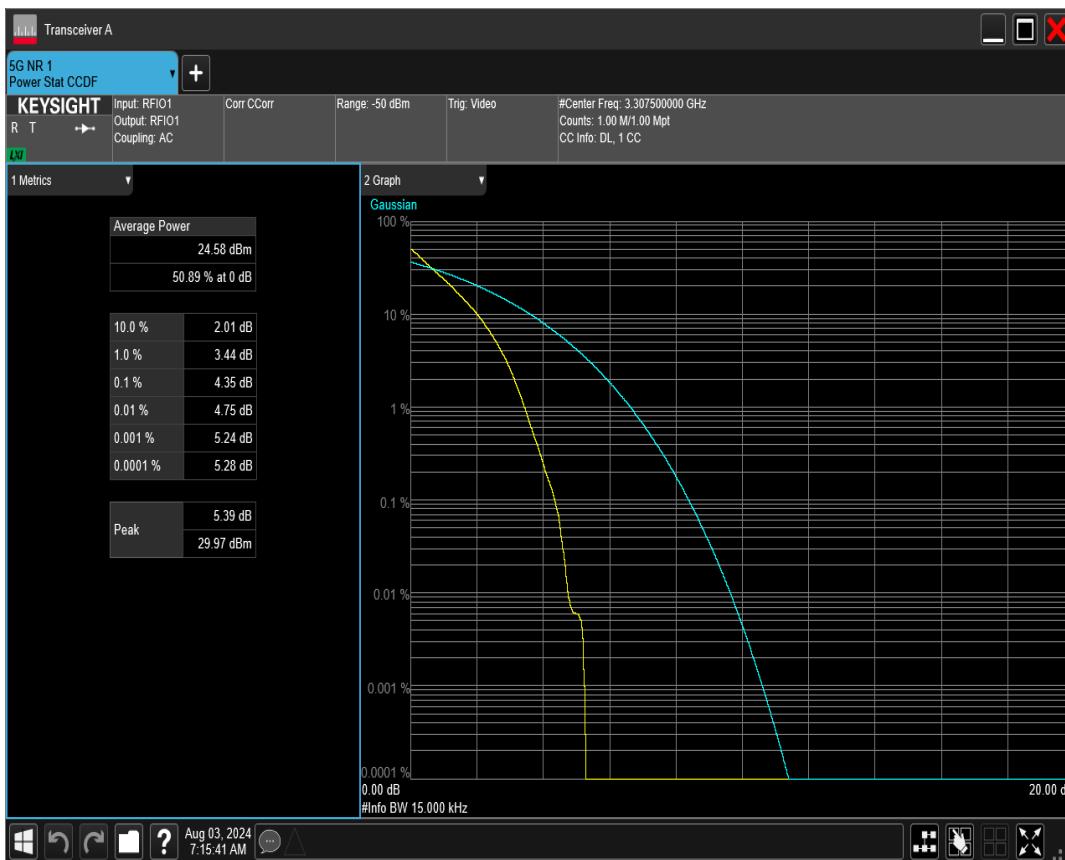 Transceiver A
5G NR 1
Power Stat CCDF
KEYSIGHT
R T
LXI
Input: RFIO1
Output: RFIO1
Coupling: AC
Corr CCorr
Range: -50 dBm
Trig: Video
#Center Freq: 3.307500000 GHz
Counts: 1.00 M/1.00 Mpt
CC Info: DL, 1 CC
1 Metrics
Average Power
24.58 dBm
50.89 % at 0 dB
10.0 % 2.01 dB
1.0 % 3.44 dB
0.1 % 4.35 dB
0.01 % 4.75 dB
0.001 % 5.24 dB
0.0001 % 5.28 dB
Peak
5.39 dB
29.97 dBm
2 Graph
Gaussian
100 %
10 %
1 %
0.1 %
0.01 %
0.001 %
0.0001 %
0.00 dB 20.00 d
#Info BW 15.000 kHz
? Aug 03, 2024
7:15:41 AM